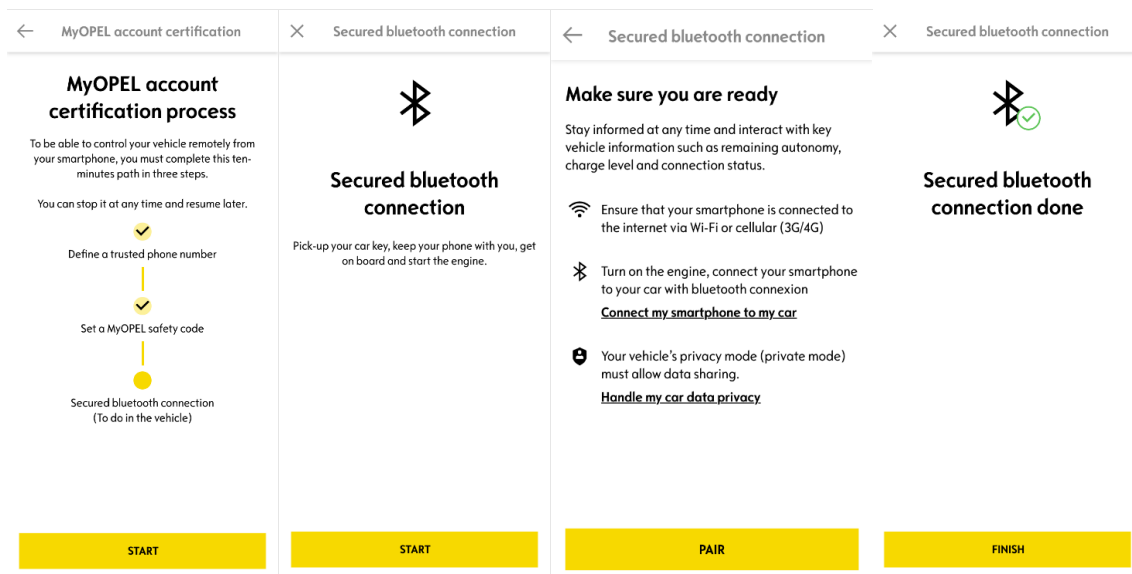 MyOPEL account certification
MyOPEL account
certification process
To be able to control your vehicle remotely from
your smartphone, you must complete this ten-
minutes path in three steps.
You can stop it at any time and resume later.
Define a trusted phone number
Set a MyOPEL safety code
Secured bluetooth connection
(To do in the vehicle)
START
Secured bluetooth connection
Secured bluetooth
connection
Pick-up your car key, keep your phone with you, get
on board and start the engine.
START
Secured bluetooth connection
Make sure you are ready
Stay informed at any time and interact with key
vehicle information such as remaining autonomy,
charge level and connection status.
Ensure that your smartphone is connected to
the internet via Wi-Fi or cellular (3G/4G)
Turn on the engine, connect your smartphone
to your car with bluetooth connexion
Connect my smartphone to my car
Your vehicle's privacy mode (private mode)
must allow data sharing.
Handle my car data privacy
PAIR
Secured bluetooth connection
Secured bluetooth
connection done
FINISH